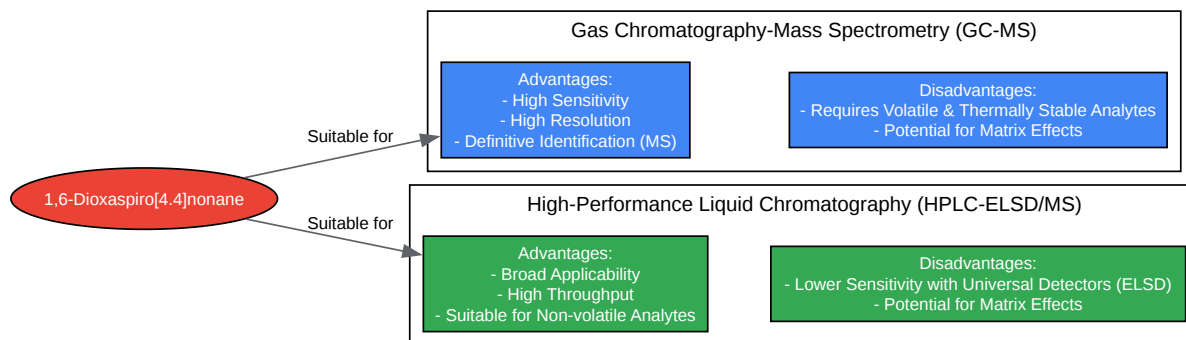 Gas Chromatography-Mass Spectrometry (GC-MS)
Advantages:
- High Sensitivity
- High Resolution
- Definitive Identification (MS)
Disadvantages:
- Requires Volatile & Thermally Stable Analytes
- Potential for Matrix Effects
Suitable for
1,6-Dioxaspiro[4.4]nonane
Suitable for
High-Performance Liquid Chromatography (HPLC-ELSD/MS)
Advantages:
- Broad Applicability
- High Throughput
- Suitable for Non-volatile Analytes
Disadvantages:
- Lower Sensitivity with Universal Detectors (ELSD)
- Potential for Matrix Effects